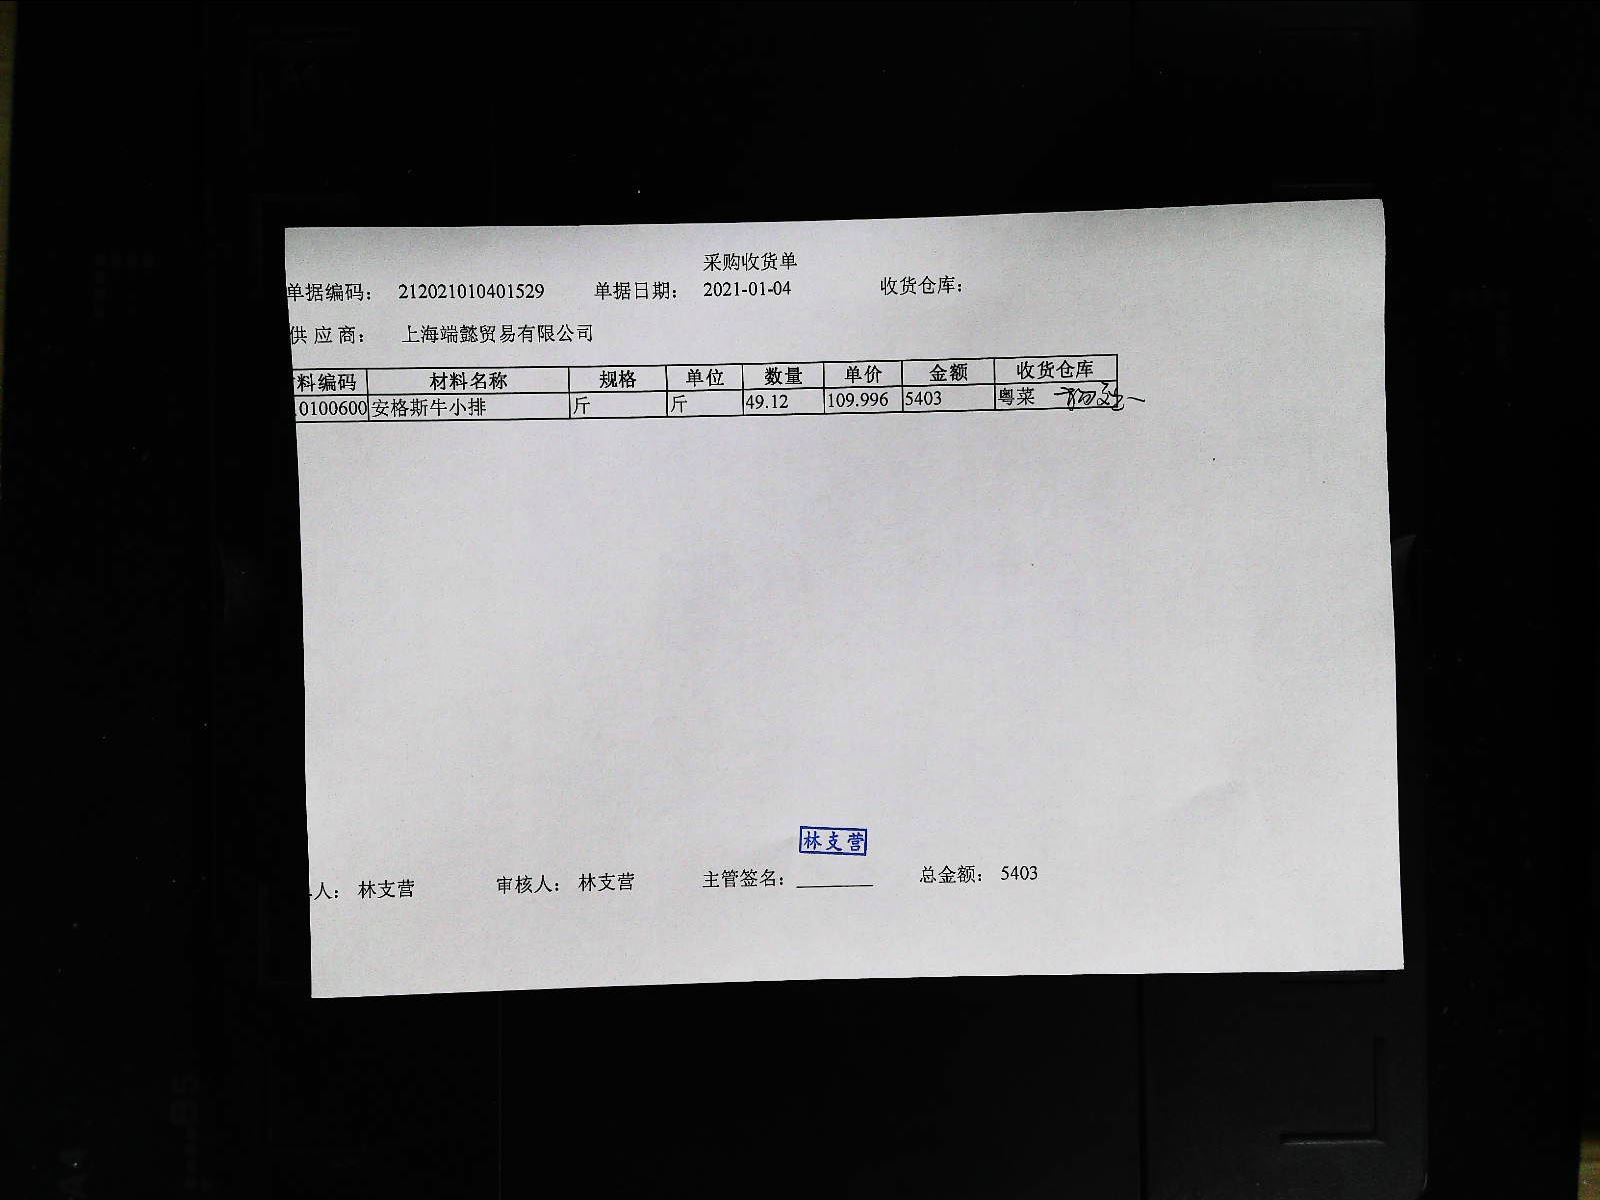 采购收货单
单据编码： 212021010401529 单据日期： 2021-01-04 收货仓库：
供 应 商： 上海端懿贸易有限公司
料编码 材料名称 规格 单位 数量 单价 金额 收货仓库
0100600 安格斯牛小排 斤 斤 49.12 109.996 5403 粤菜
林支营
人： 林支营 审核人： 林支营 主管签名： ________ 总金额： 5403